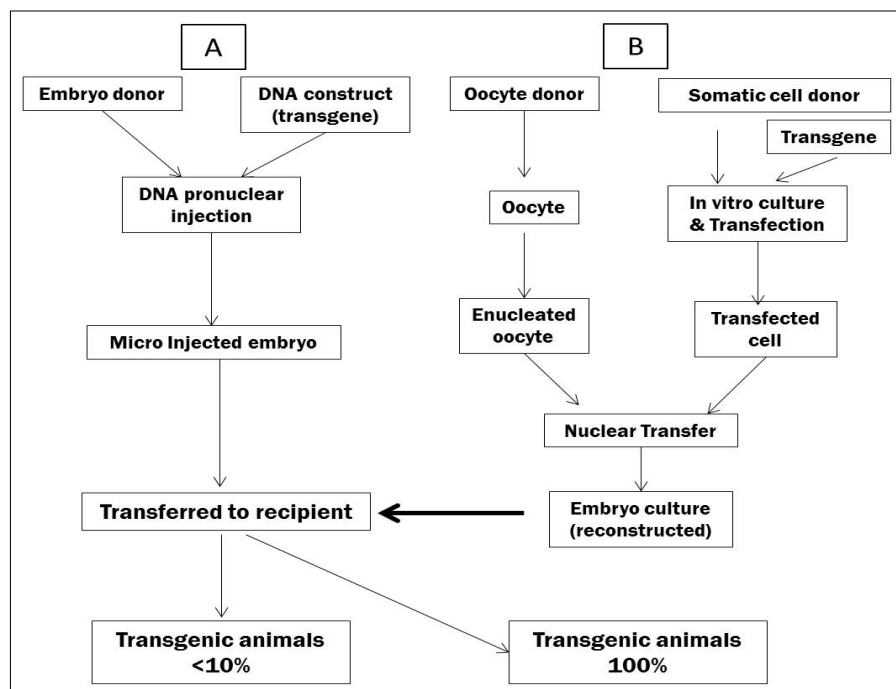 A
B
Embryo donor
DNA construct
(transgene)
Oocyte donor
Somatic cell donor
Transgene
DNA pronuclear
injection
Oocyte
In vitro culture
& Transfection
Micro Injected embryo
Enucleated
oocyte
Transfected
cell
Nuclear Transfer
Transferred to recipient
Embryo culture
(reconstructed)
Transgenic animals
<10%
Transgenic animals
100%